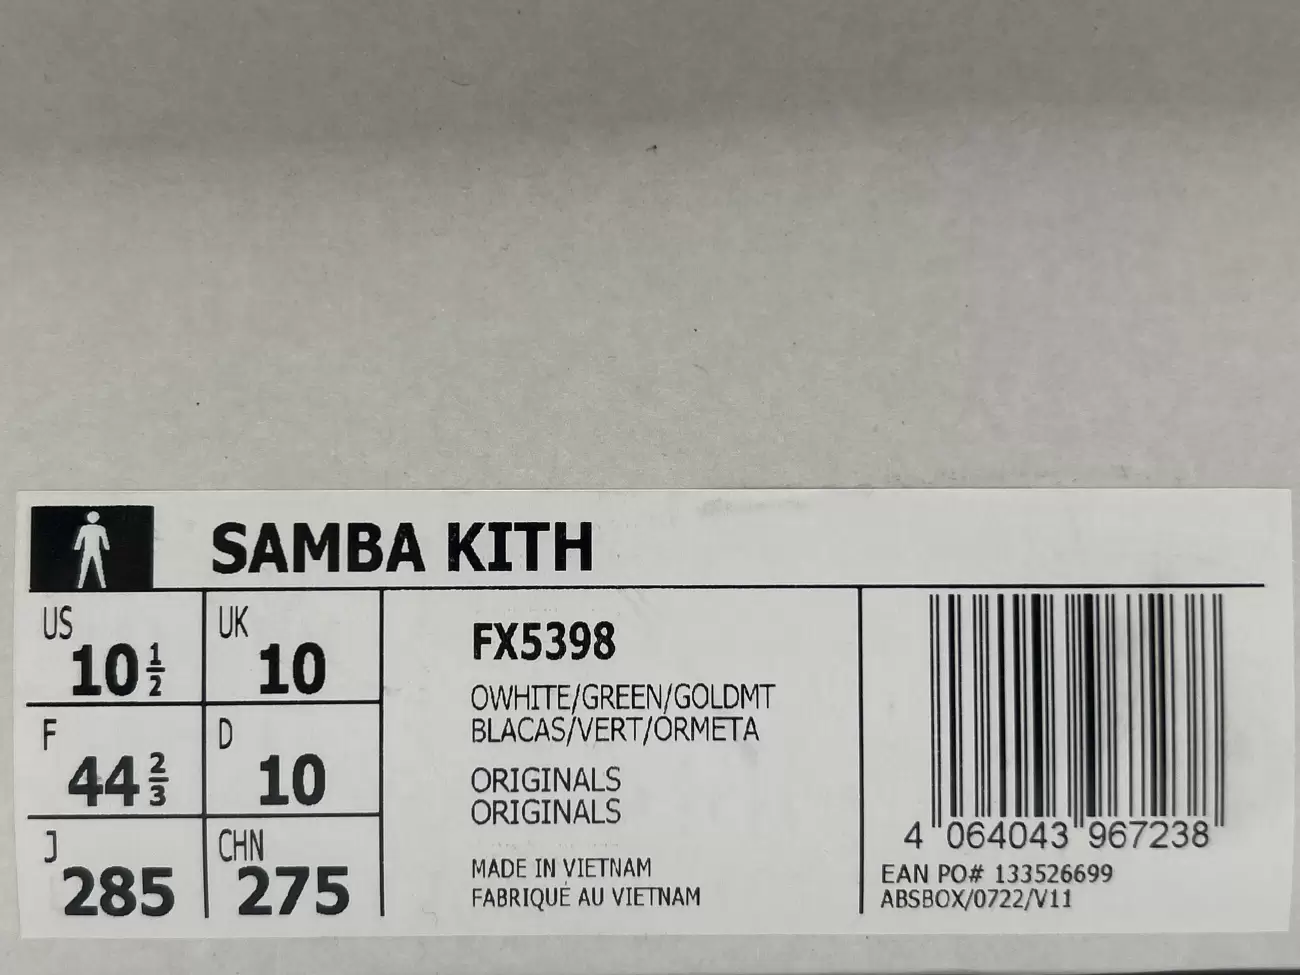 SAMBA KITH
US
10 1/2
UK
10
F
44 2/3
D
10
J
285
CHN
275
FX5398
OWHITE/GREEN/GOLDMT
BLACAS/VERT/ORMETA
ORIGINALS
ORIGINALS
MADE IN VIETNAM
FABRIQUÉ AU VIETNAM
4 064043 967238
EAN PO# 133526699
ABSBOX/0722/V11